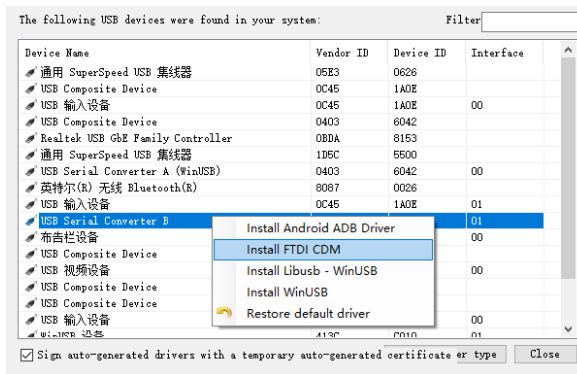 The following USB devices were found in your system: Filter
Device Name Vendor ID Device ID Interface
通用 SuperSpeed USB 集线器 05E3 0626
USB Composite Device 0C45 1A0E
USB 输入设备 0C45 1A0E 00
USB Composite Device 0403 6042
Realtek USB GbE Family Controller 0BDA 8153
通用 SuperSpeed USB 集线器 1D5C 5500
USB Serial Converter A (WinUSB) 0403 6042 00
英特尔(R) 无线 Bluetooth(R) 8087 0026
USB 输入设备 0C45 1A0E 01
USB Serial Converter B 01
Install Android ADB Driver
布告栏设备 00
Install FTDI CDM
USB Composite Device
USB 视频设备 00
Install Libusb - WinUSB
USB Composite Device
Install WinUSB
USB Composite Device
USB 输入设备 00
Restore default driver
WinUSB 设备 413C C010 01
Sign auto-generated drivers with a temporary auto-generated certificate er type Close